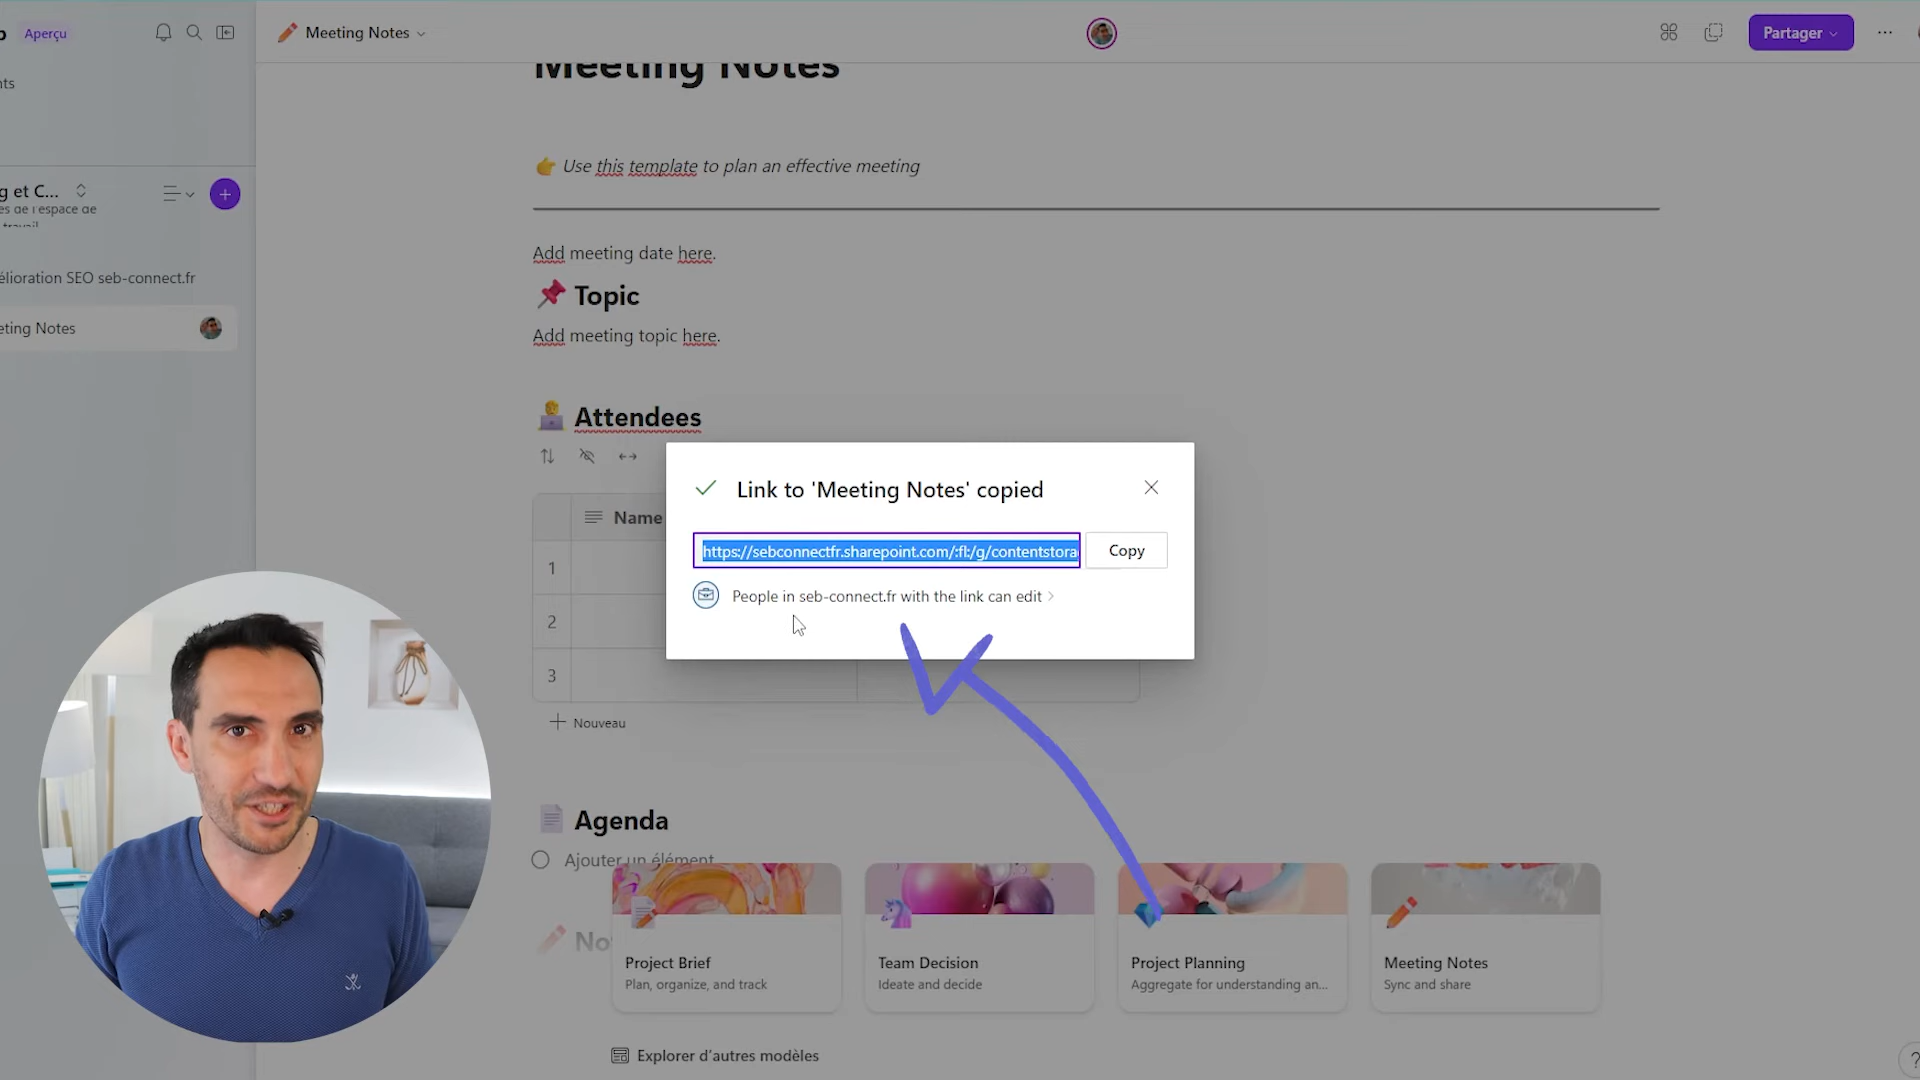 Aperçu
Meeting Notes
Partager
nts
Meeting Notes
👉 Use this template to plan an effective meeting
g et C...
es de l'espace de
travail
Add meeting date here.
élioration SEO seb-connect.fr
📌 Topic
eting Notes
Add meeting topic here.
Attendees
Link to 'Meeting Notes' copied
Name
https://sebconnectfr.sharepoint.com/:fl:/g/contentstora
Copy
1
People in seb-connect.fr with the link can edit
2
3
Nouveau
Agenda
Ajouter un élément
No
Project Brief
Plan, organize, and track
Team Decision
Ideate and decide
Project Planning
Aggregate for understanding an...
Meeting Notes
Sync and share
Explorer d'autres modèles
?